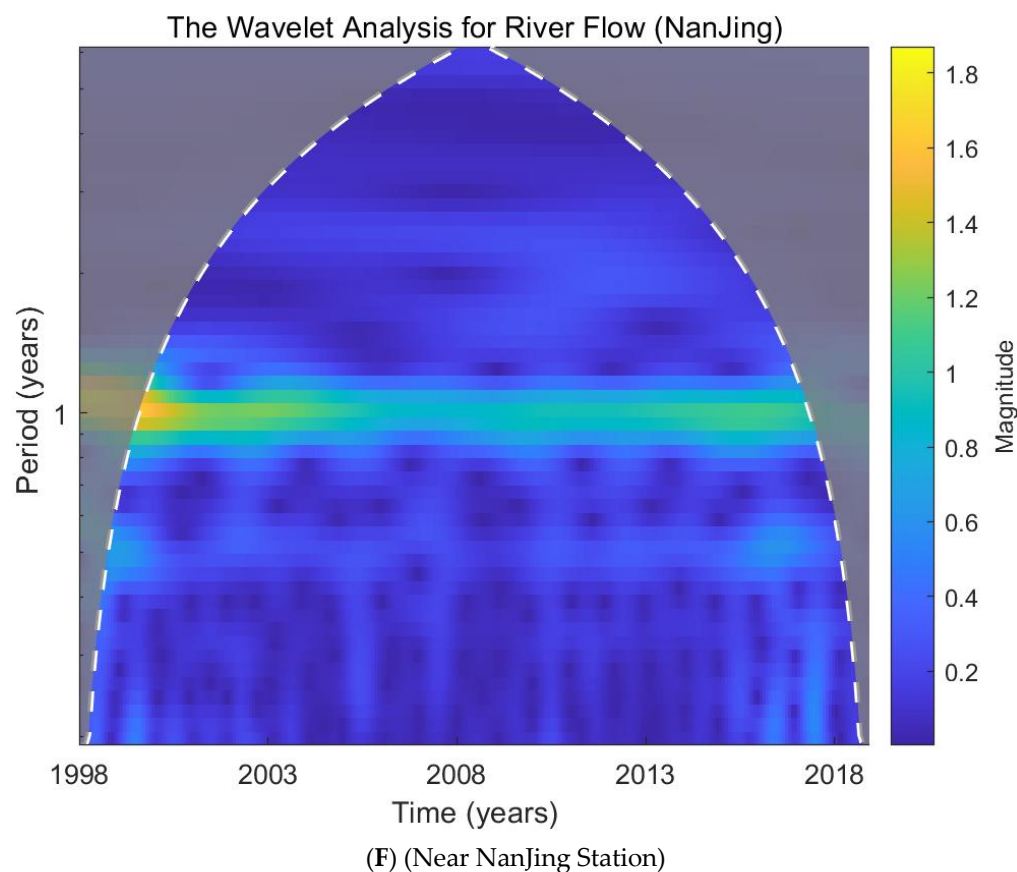 The Wavelet Analysis for River Flow (NanJing)
1.8
1.6
1.4
1.2
1
0.8
0.6
0.4
0.2
Magnitude
Period (years)
1
1998 2003 2008 2013 2018
Time (years)
(F) (Near NanJing Station)